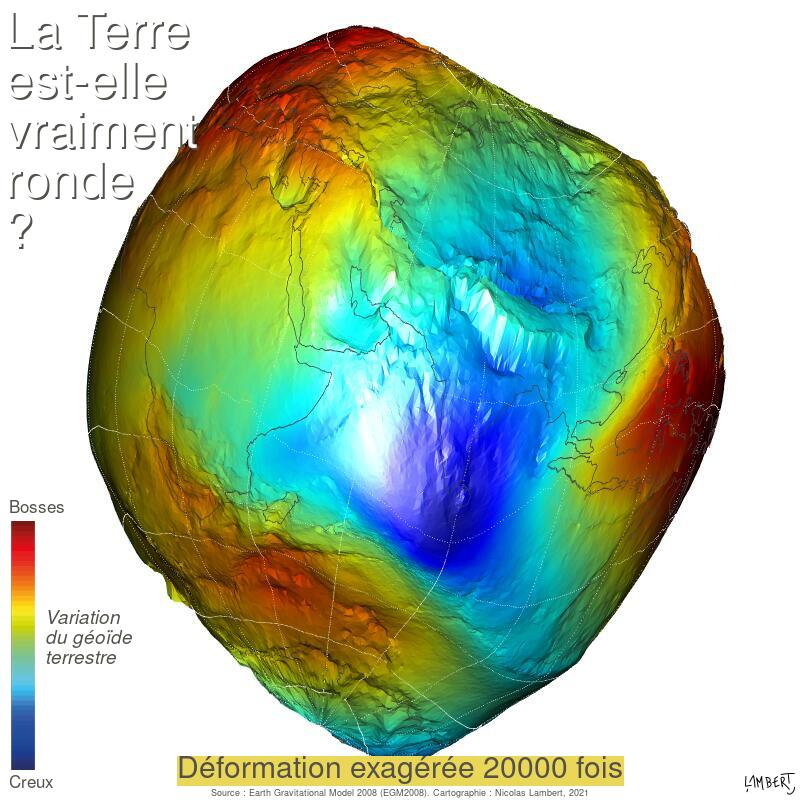 La Terre
est-elle
vraiment
ronde
?
Bosses
Variation
du géoïde
terrestre
Creux
Déformation exagérée 20000 fois
Source : Earth Gravitational Model 2008 (EGM2008). Cartographie : Nicolas Lambert, 2021
LAMBERT